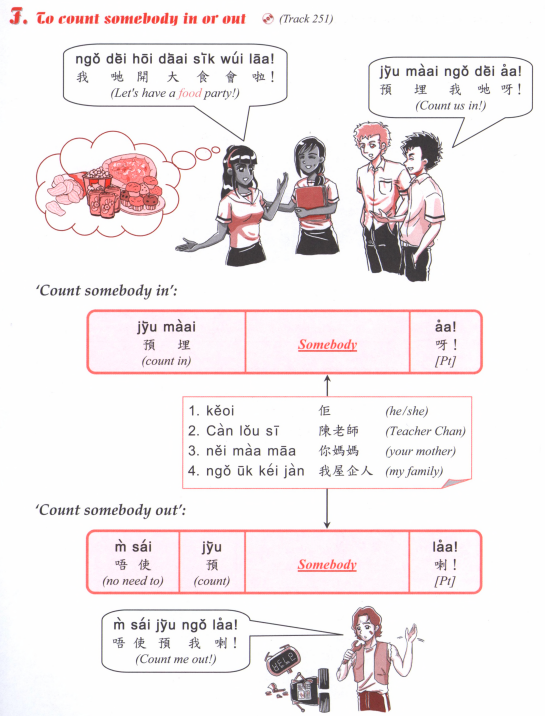 J. To count somebody in or out (Track 251)
ngǒ dĕi hōi dāai sīk wúi lāa!
我 哋 開 大 食 會 啦！
(Let's have a food party!)
jȳu màai ngǒ dĕi åa!
預 埋 我 哋 呀！
(Count us in!)
'Count somebody in':
jȳu màai
預 埋
(count in)
Somebody
åa!
呀！
[Pt]
1. kĕoi 佢 (he/she)
2. Càn lǒu sī 陳老師 (Teacher Chan)
3. nĕi màa māa 你媽媽 (your mother)
4. ngǒ ūk kéi jàn 我屋企人 (my family)
'Count somebody out':
m̀ sái
唔 使
(no need to)
jȳu
預
(count)
Somebody
låa!
喇！
[Pt]
m̀ sái jȳu ngǒ låa!
唔 使 預 我 喇！
(Count me out!)